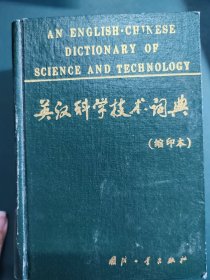 AN ENGLISH-CHINESE
DICTIONARY OF
SCIENCE AND TECHNOLOGY
英汉科学技术词典
(缩印本)
国防工业出版社